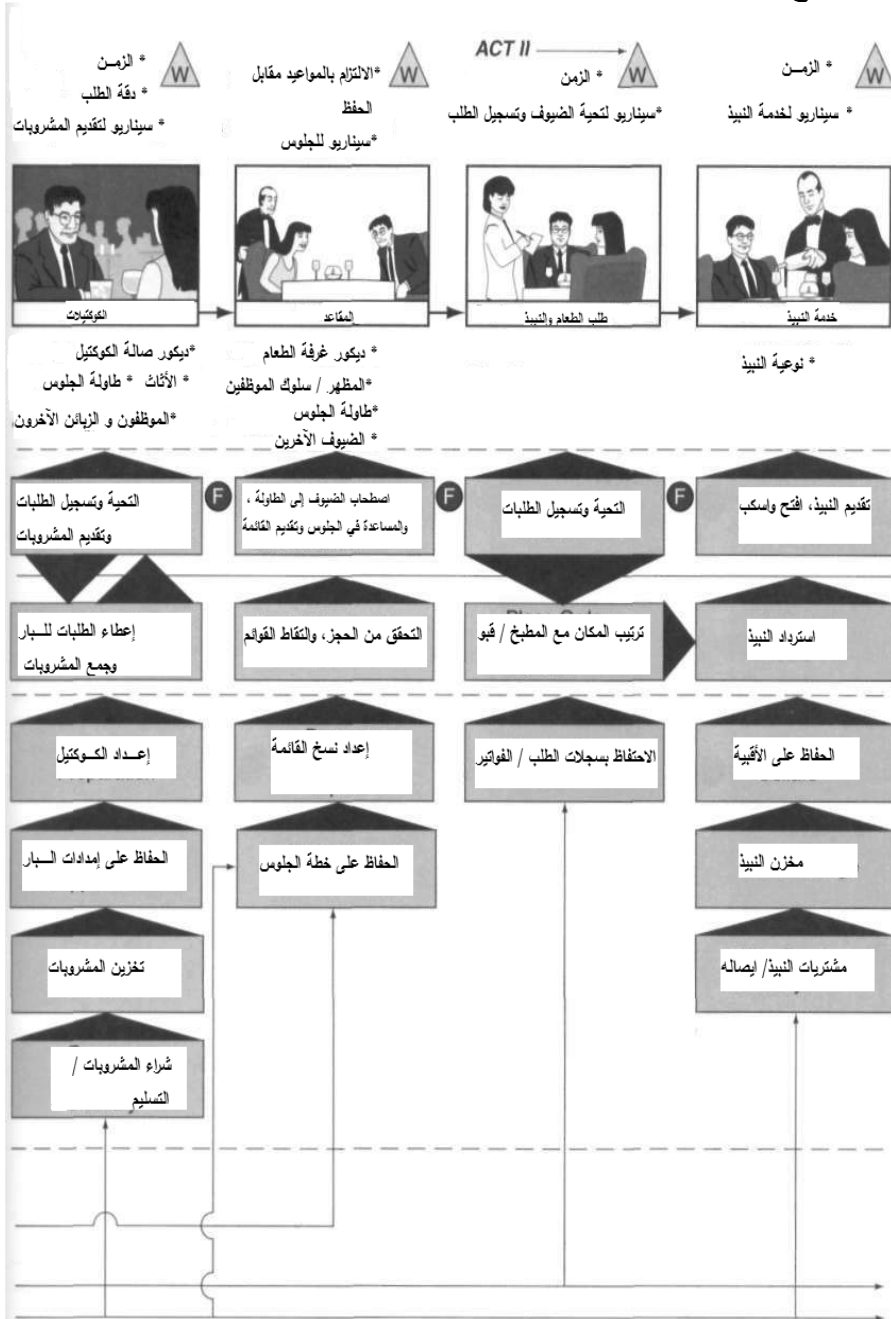 * الزمــن
* دقة الطلب
* سيناريو لتقديم المشروبات
W
*الالتزام بالمواعيد مقابل
الحفظ
*سيناريو للجلوس
W
ACT II
* الزمن
*سيناريو لتحية الضيوف وتسجيل الطلب
W
* الزمــن
* سيناريو لخدمة النبيذ
W
الكوكتيلات
المقاعد
طلب الطعام والنبيذ
خدمة النبيذ
*ديكور صالة الكوكتيل
* الأثاث * طاولة الجلوس
*الموظفون و الزبائن الآخرون
* ديكور غرفة الطعام
*المظهر / سلوك الموظفين
*طاولة الجلوس
* الضيوف الآخرين
* نوعية النبيذ
التحية وتسجيل الطلبات
وتقديم المشروبات
F
اصطحاب الضيوف إلى الطاولة ،
والمساعدة في الجلوس وتقديم القائمة
F
التحية وتسجيل الطلبات
F
تقديم النبيذ، افتح واسكب
إعطاء الطلبات للــبار
وجمع المشروبات
التحقق من الحجز، والتقاط القوائم
ترتيب المكان مع المطبخ / قبو
استرداد النبيذ
إعــداد الكــوكتيل
إعداد نسخ القائمة
الاحتفاظ بسجلات الطلب / الفواتير
الحفاظ على الأقبية
الحفاظ على إمدادات الــبار
الحفاظ على خطة الجلوس
مخزن النبيذ
تخزين المشروبات
مشتريات النبيذ/ ايصاله
شراء المشروبات /
التسليم